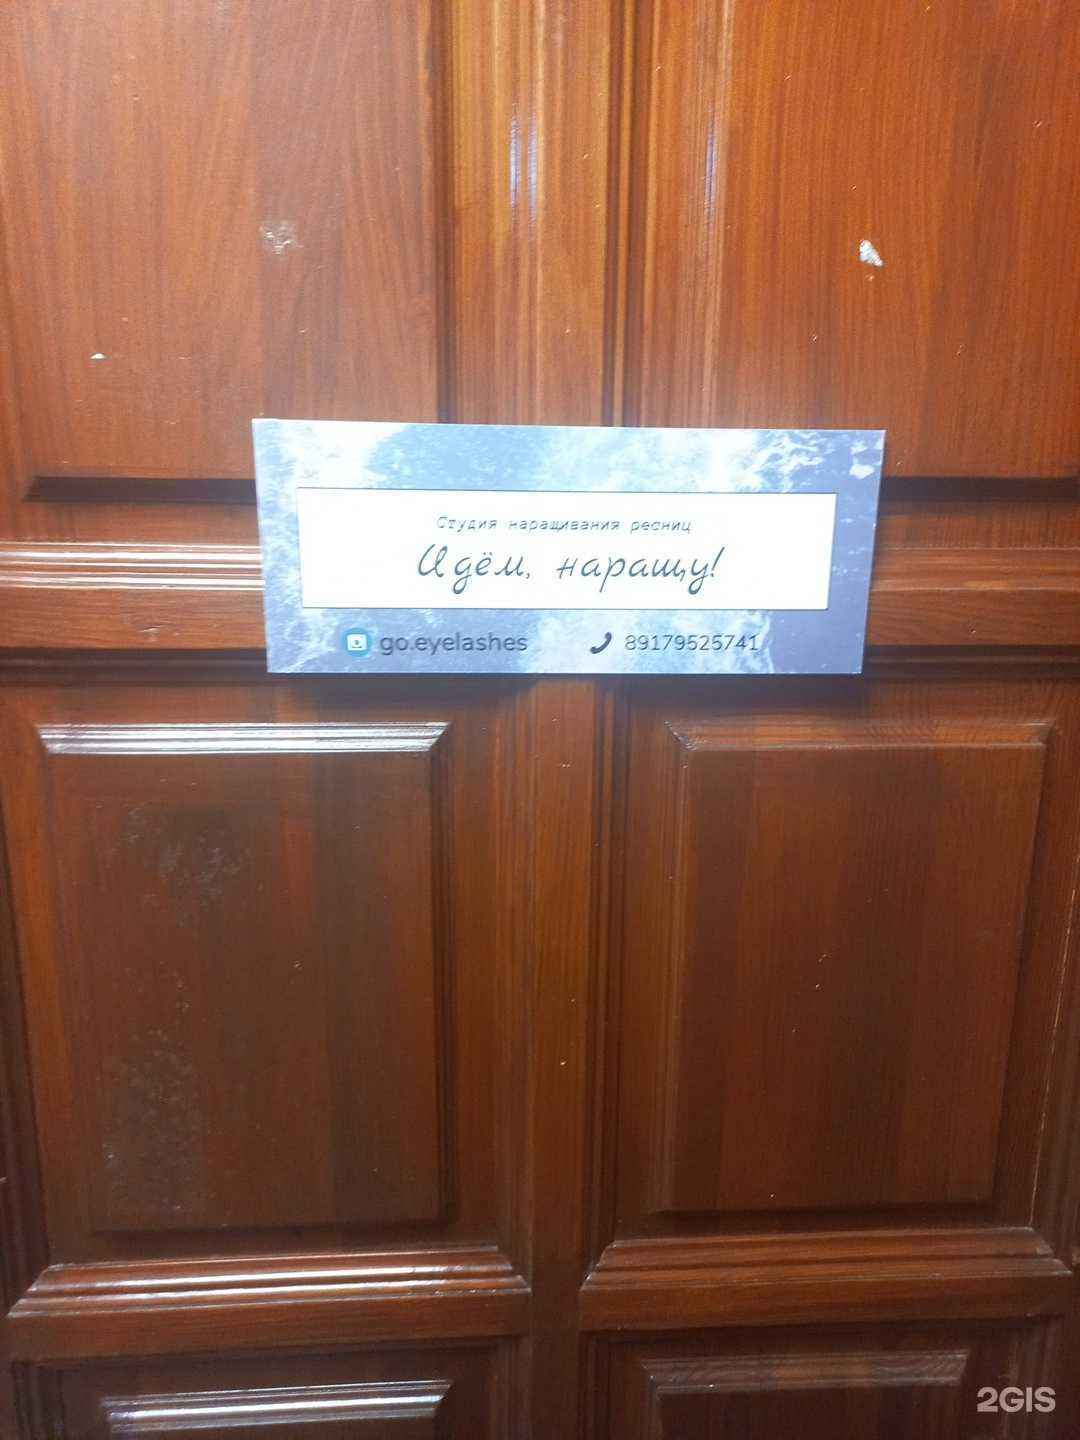 Студия наращивания ресниц
Идём, наращу!
go.eyelashes
89179525741
2GIS